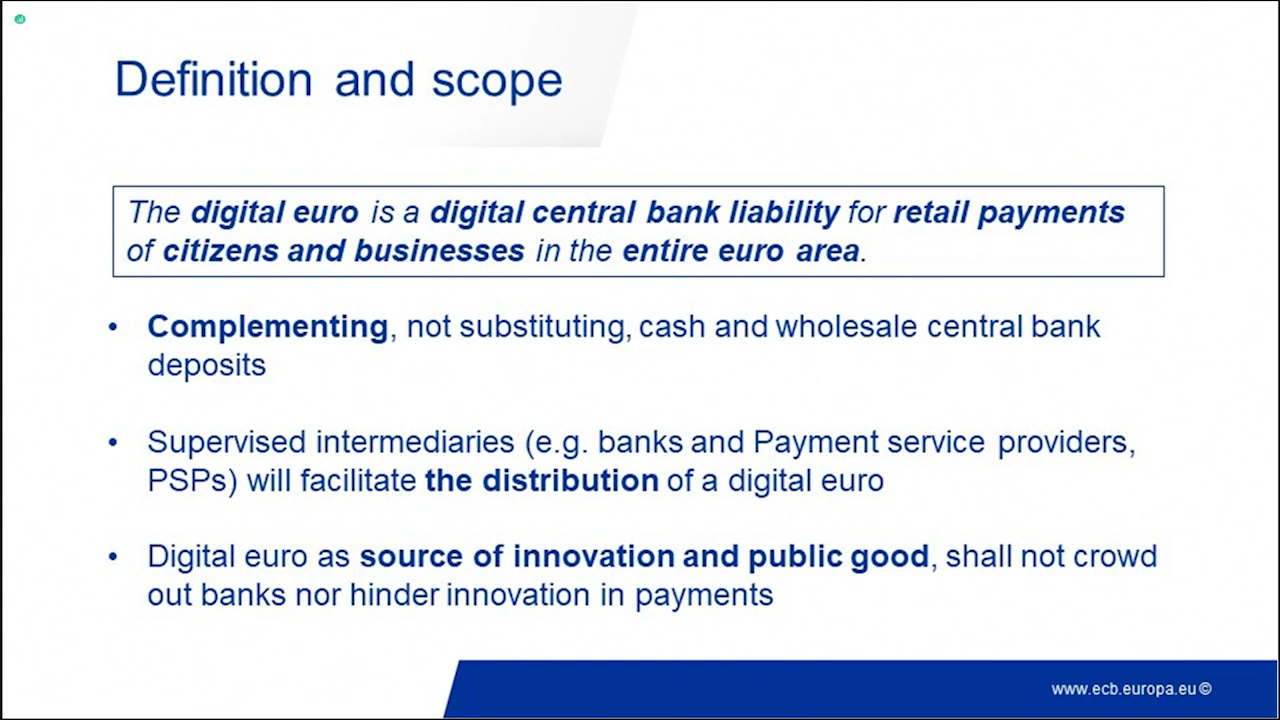 Definition and scope
The digital euro is a digital central bank liability for retail payments
of citizens and businesses in the entire euro area.
• Complementing, not substituting, cash and wholesale central bank
deposits
• Supervised intermediaries (e.g. banks and Payment service providers,
PSPs) will facilitate the distribution of a digital euro
• Digital euro as source of innovation and public good, shall not crowd
out banks nor hinder innovation in payments
www.ecb.europa.eu©